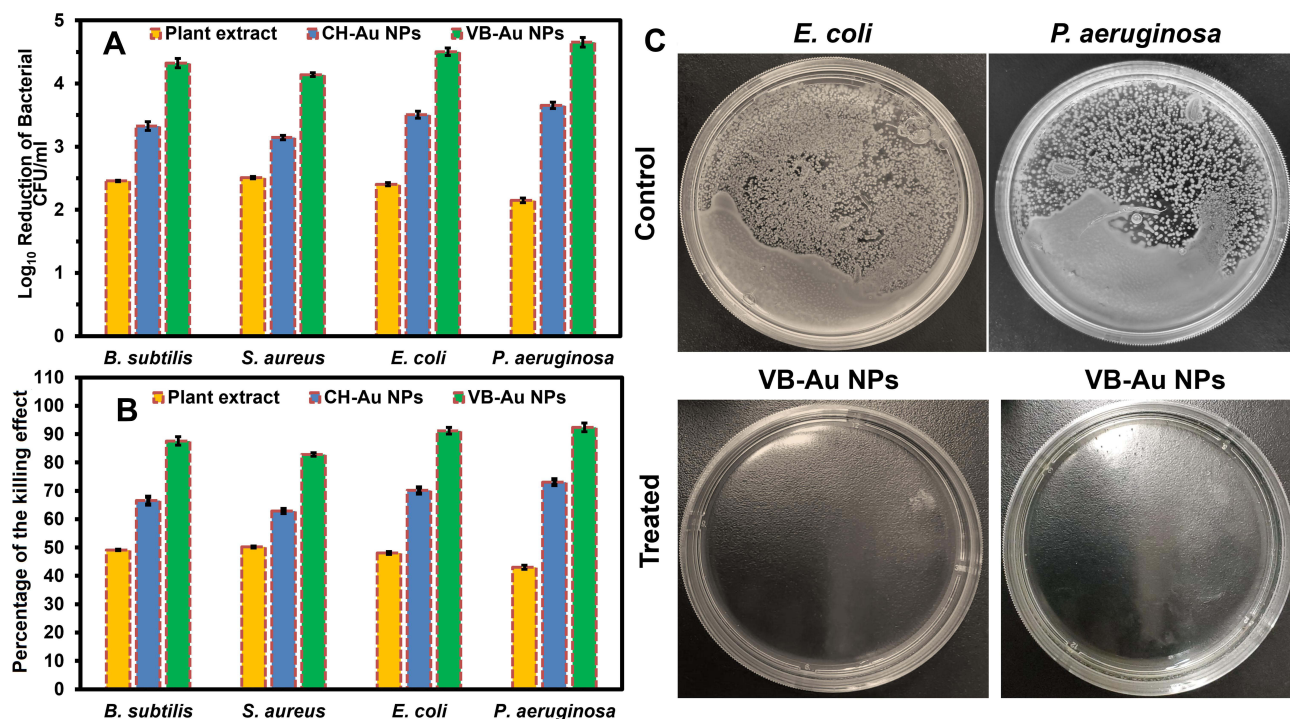 A
Plant extract CH-Au NPs VB-Au NPs
Log₁₀ Reduction of Bacterial
CFU/ml
5
4
3
2
1
0
B. subtilis S. aureus E. coli P. aeruginosa
B
Plant extract CH-Au NPs VB-Au NPs
Percentage of the killing effect
110
100
90
80
70
60
50
40
30
20
10
0
B. subtilis S. aureus E. coli P. aeruginosa
C
E. coli P. aeruginosa
Control
VB-Au NPs VB-Au NPs
Treated